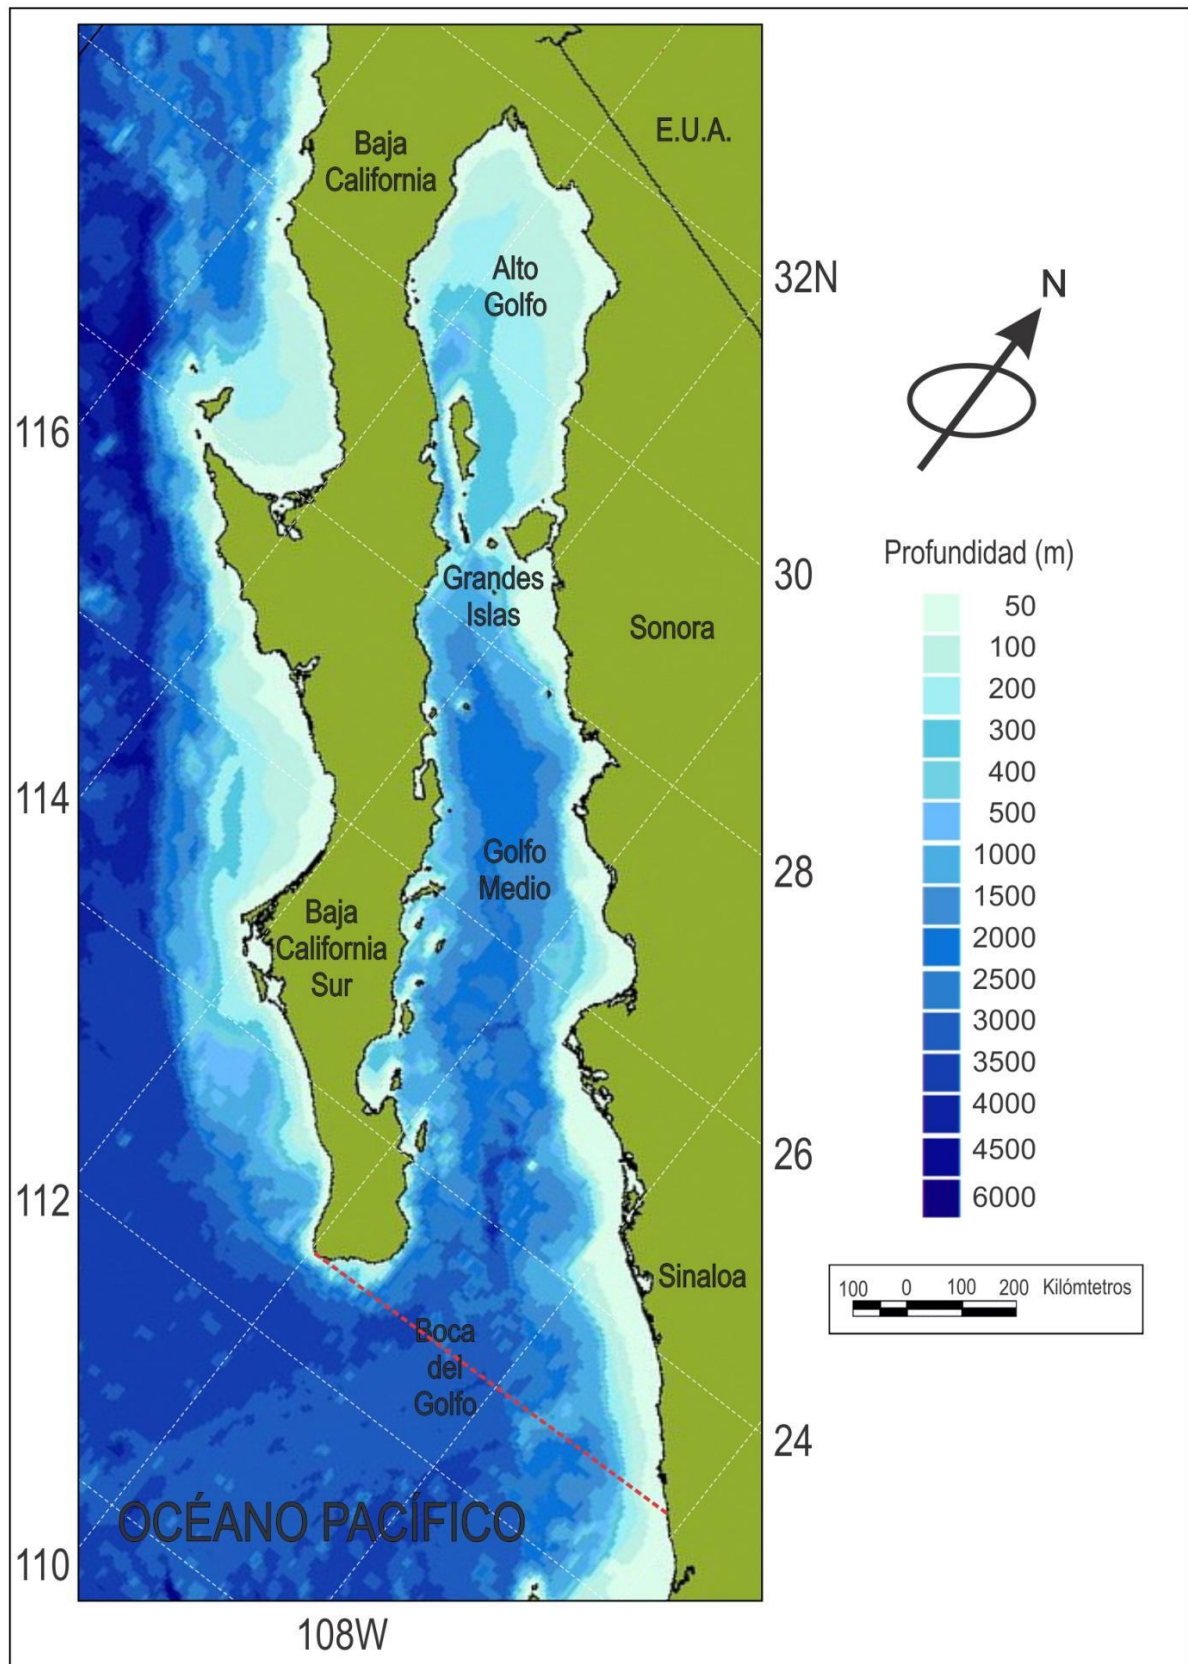 E.U.A.
Baja
California
Alto
Golfo
32N
N
116
Grandes
Islas
30
Sonora
Profundidad (m)
50
100
200
300
400
500
1000
1500
2000
2500
3000
3500
4000
4500
6000
114
Golfo
Medio
28
Baja
California
Sur
26
112
Sinaloa
100 0 100 200 Kilómtetros
Boca
del
Golfo
24
OCÉANO PACÍFICO
110
108W